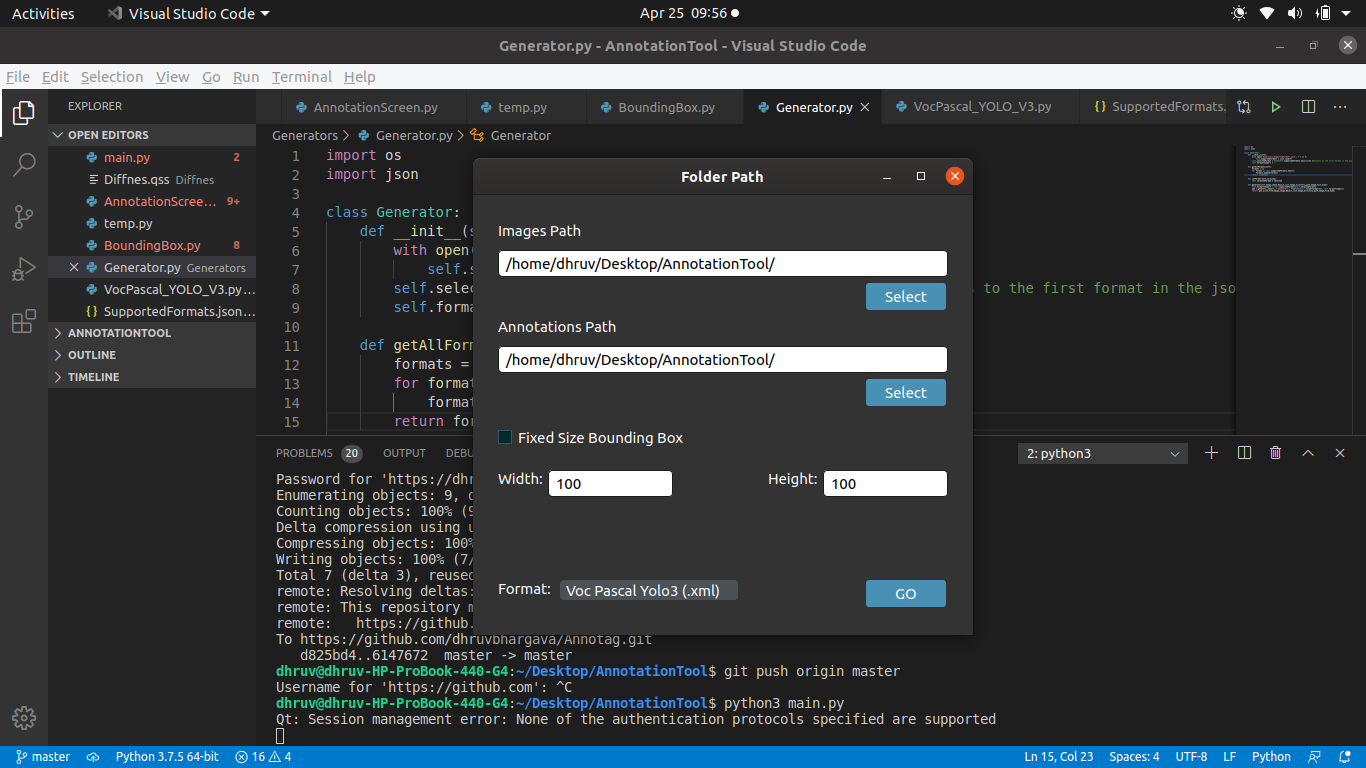 Activities
Visual Studio Code
Apr 25 09:56
Generator.py - AnnotationTool - Visual Studio Code
File Edit Selection View Go Run Terminal Help
EXPLORER
AnnotationScreen.py
temp.py
BoundingBox.py
Generator.py
VocPascal_YOLO_V3.py
SupportedFormats.
OPEN EDITORS
main.py 2
Diffnes.qss Diffnes
AnnotationScree... 9+
temp.py
BoundingBox.py 8
Generator.py Generators
VocPascal_YOLO_V3.py...
SupportedFormats.json...
ANNOTATIONTOOL
OUTLINE
TIMELINE
Generators > Generator.py > Generator
1 import os
2 import json
3
4 class Generator:
5 def __init__(s
6 with open(
7 self.s
8 self.selec to the first format in the jso
9 self.forma
10
11 def getAllForm
12 formats =
13 for format
14 format
15 return for
Folder Path
Images Path
/home/dhruv/Desktop/AnnotationTool/
Select
Annotations Path
/home/dhruv/Desktop/AnnotationTool/
Select
Fixed Size Bounding Box
Width: 100
Height: 100
Format: Voc Pascal Yolo3 (.xml)
GO
PROBLEMS 20 OUTPUT DEBU
2: python3
Password for 'https://dhr
Enumerating objects: 9, d
Counting objects: 100% (9
Delta compression using u
Compressing objects: 100%
Writing objects: 100% (7/
Total 7 (delta 3), reused
remote: Resolving deltas:
remote: This repository m
remote: https://github.
To https://github.com/dhruvbhargava/Annotag.git
d825bd4..6147672 master -> master
dhruv@dhruv-HP-ProBook-440-G4:~/Desktop/AnnotationTool$ git push origin master
Username for 'https://github.com': ^C
dhruv@dhruv-HP-ProBook-440-G4:~/Desktop/AnnotationTool$ python3 main.py
Qt: Session management error: None of the authentication protocols specified are supported
master
Python 3.7.5 64-bit
16
4
Ln 15, Col 23
Spaces: 4
UTF-8
LF
Python